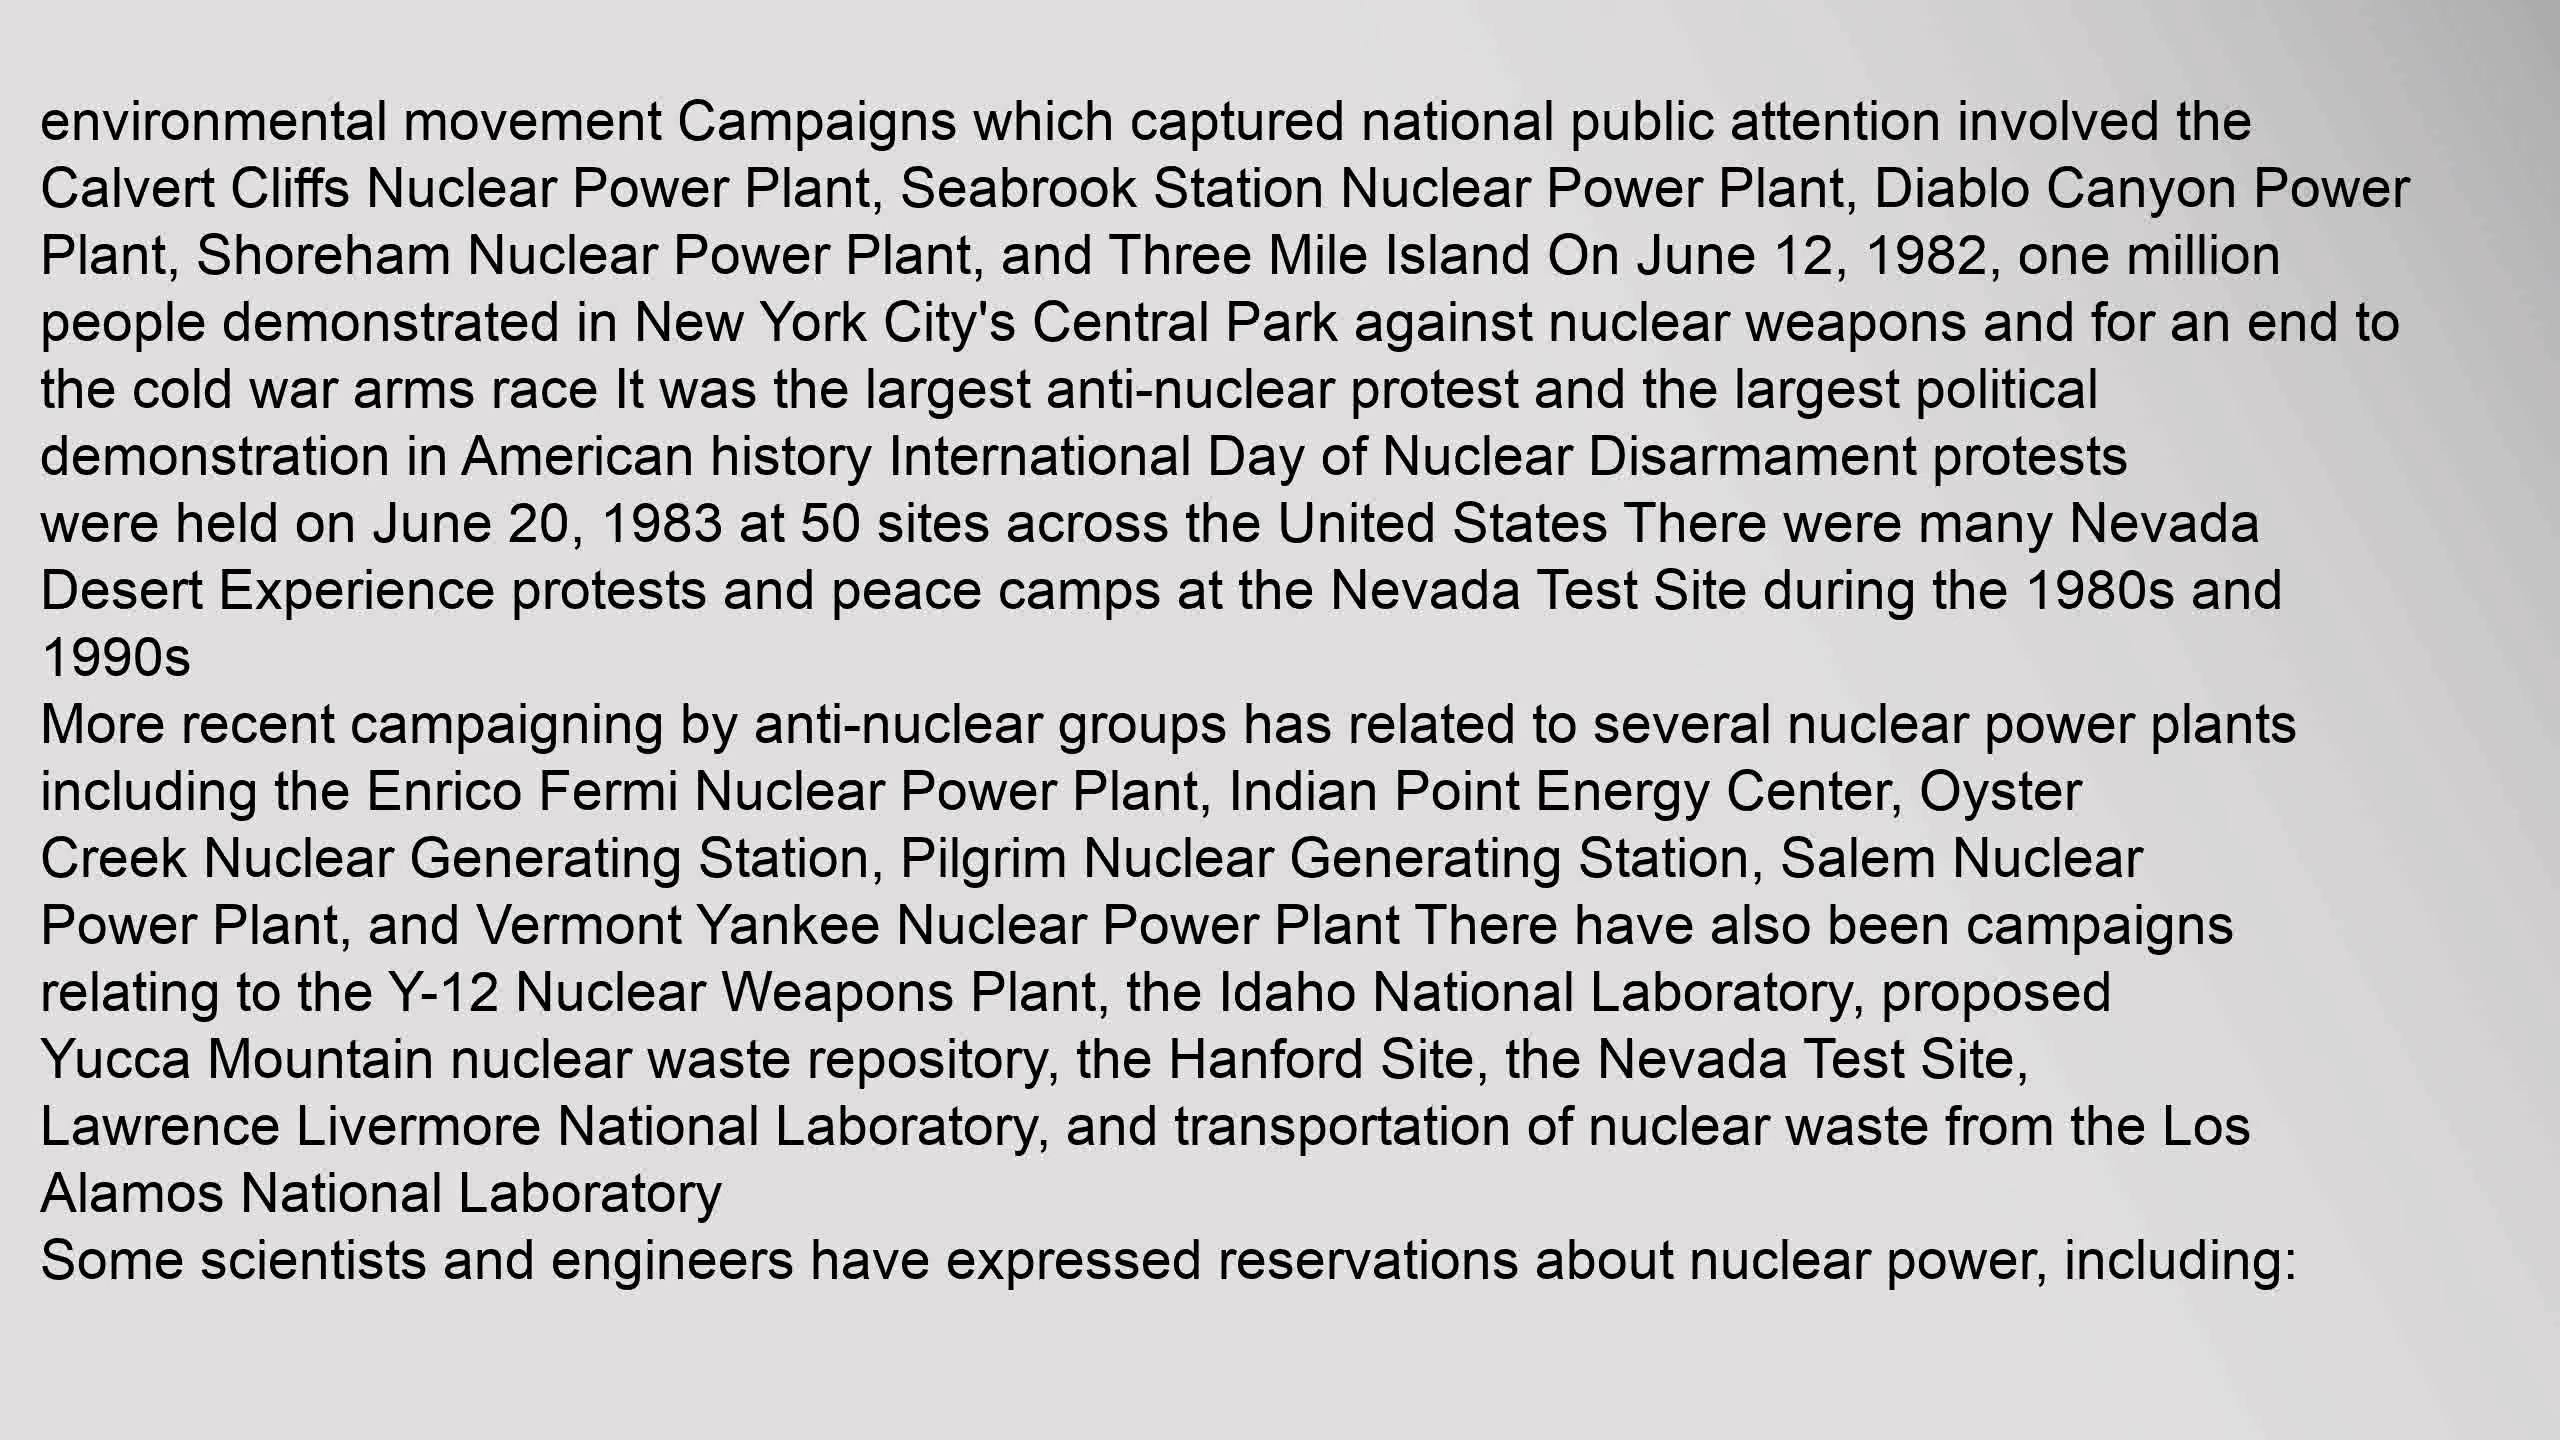 environmental movement Campaigns which captured national public attention involved the
Calvert Cliffs Nuclear Power Plant, Seabrook Station Nuclear Power Plant, Diablo Canyon Power
Plant, Shoreham Nuclear Power Plant, and Three Mile Island On June 12, 1982, one million
people demonstrated in New York City's Central Park against nuclear weapons and for an end to
the cold war arms race It was the largest anti-nuclear protest and the largest political
demonstration in American history International Day of Nuclear Disarmament protests
were held on June 20, 1983 at 50 sites across the United States There were many Nevada
Desert Experience protests and peace camps at the Nevada Test Site during the 1980s and
1990s
More recent campaigning by anti-nuclear groups has related to several nuclear power plants
including the Enrico Fermi Nuclear Power Plant, Indian Point Energy Center, Oyster
Creek Nuclear Generating Station, Pilgrim Nuclear Generating Station, Salem Nuclear
Power Plant, and Vermont Yankee Nuclear Power Plant There have also been campaigns
relating to the Y-12 Nuclear Weapons Plant, the Idaho National Laboratory, proposed
Yucca Mountain nuclear waste repository, the Hanford Site, the Nevada Test Site,
Lawrence Livermore National Laboratory, and transportation of nuclear waste from the Los
Alamos National Laboratory
Some scientists and engineers have expressed reservations about nuclear power, including: